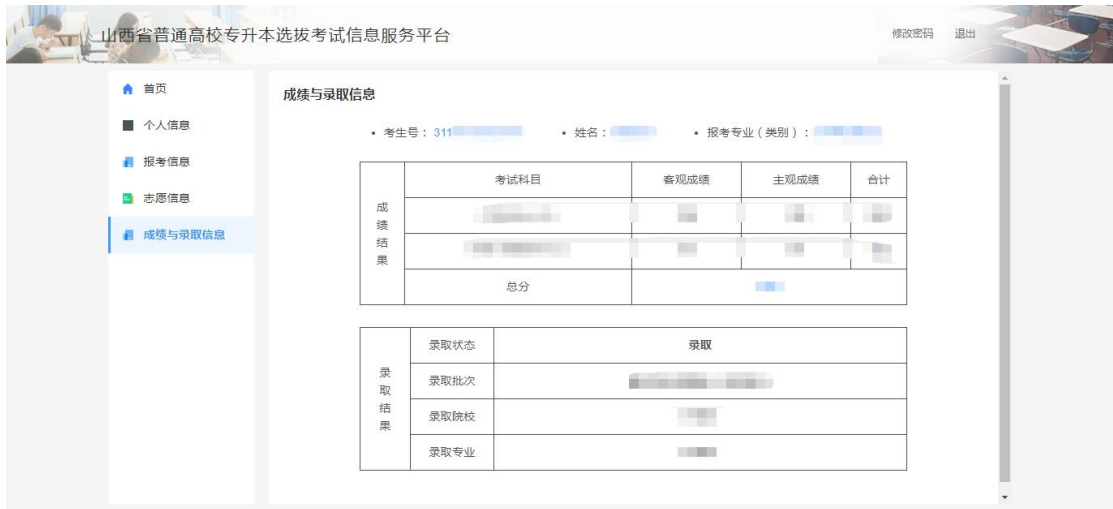 山西省普通高校专升本选拔考试信息服务平台
修改密码 退出
首页
个人信息
报考信息
志愿信息
成绩与录取信息
成绩与录取信息
• 考生号：311 • 姓名： • 报考专业（类别）：
成绩结果
考试科目 客观成绩 主观成绩 合计
总分
录取结果
录取状态 录取
录取批次
录取院校
录取专业